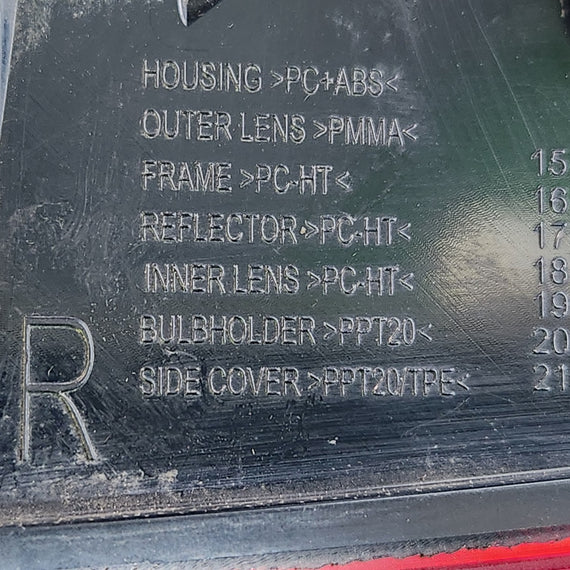 HOUSING >PC+ABS<
OUTER LENS >PMMA<
FRAME >PC-HT<
REFLECTOR >PC-HT<
INNER LENS >PC-HT<
BULBHOLDER >PPT20<
SIDE COVER >PPT20/TPE<
R
15
16
17
18
19
20
21